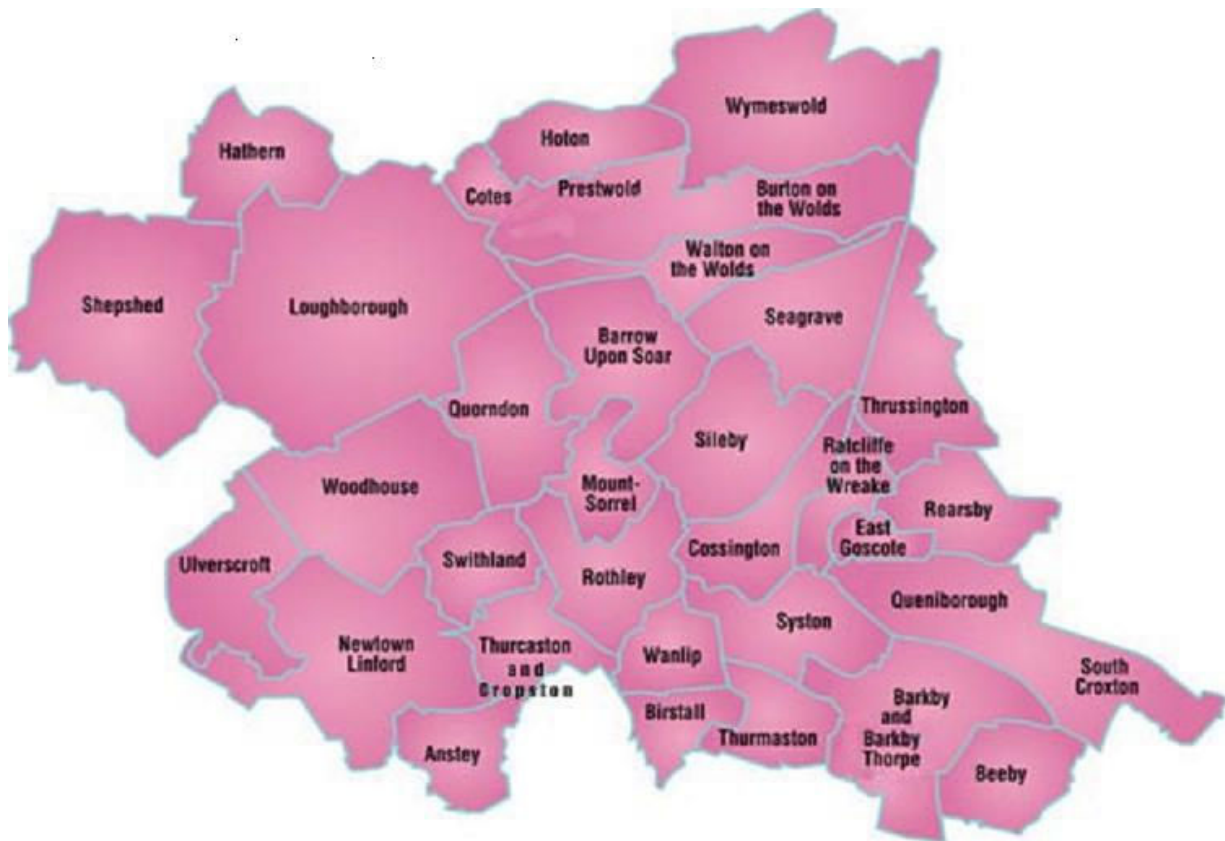 Wymeswold
Hoton
Hathern
Cotes
Prestwold
Burton on
the Wolds
Walton on
the Wolds
Shepshed
Loughborough
Seagrave
Barrow
Upon Soar
Quorndon
Thrussington
Sileby
Ratcliffe
on the
Wreake
Woodhouse
Mount-
Sorrel
Rearsby
East
Goscote
Ulverscroft
Swithland
Rothley
Cossington
Queniborough
Newtown
Linford
Thurcaston
and
Cropston
Wanlip
Syston
South
Croxton
Birstall
Barkby
and
Barkby
Thorpe
Anstey
Thurmaston
Beeby